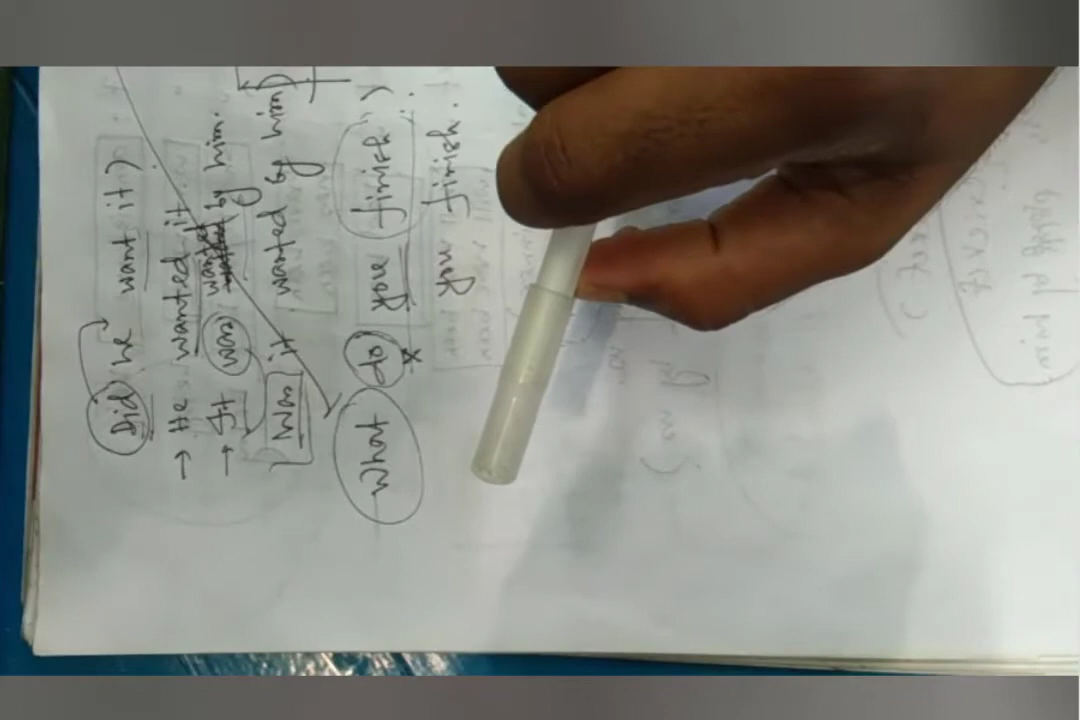 Did he want it)
→ He wanted it.
→ It was wanted by him.
Was it wanted by him)
What do you finish")
you finish.